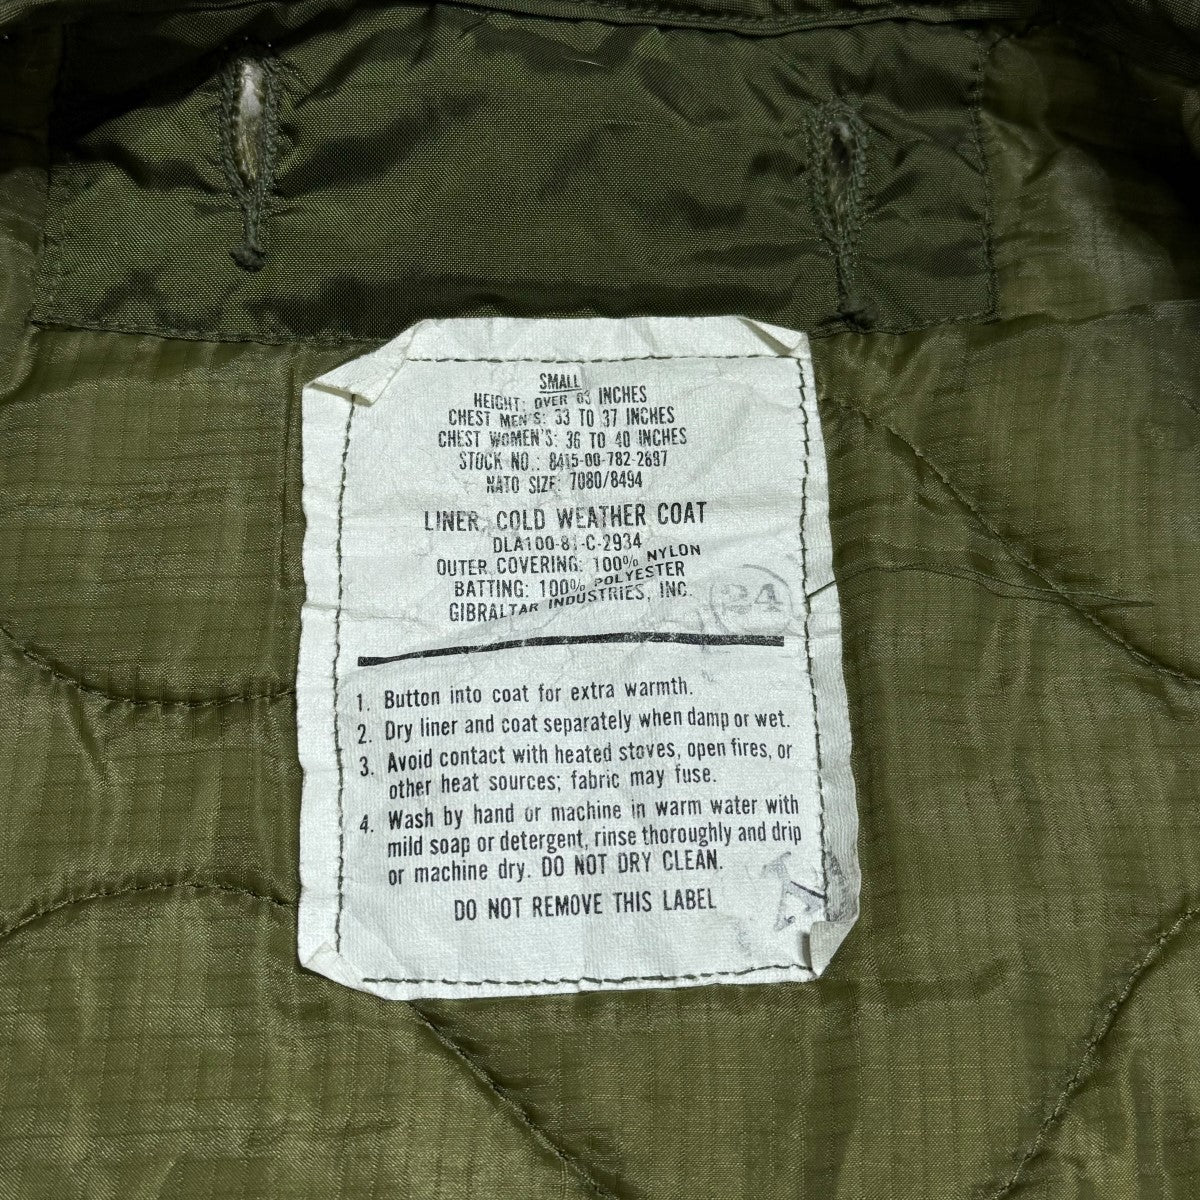 SMALL
HEIGHT: OVER 63 INCHES
CHEST MEN'S: 33 TO 37 INCHES
CHEST WOMEN'S: 36 TO 40 INCHES
STOCK NO.: 8415-00-782-2887
NATO SIZE: 7080/8494
LINER, COLD WEATHER COAT
DLA100-81-C-2934
OUTER COVERING: 100% NYLON
BATTING: 100% POLYESTER
GIBRALTAR INDUSTRIES, INC.
24
1. Button into coat for extra warmth.
2. Dry liner and coat separately when damp or wet.
3. Avoid contact with heated stoves, open fires, or
other heat sources; fabric may fuse.
4. Wash by hand or machine in warm water with
mild soap or detergent, rinse thoroughly and drip
or machine dry. DO NOT DRY CLEAN.
DO NOT REMOVE THIS LABEL